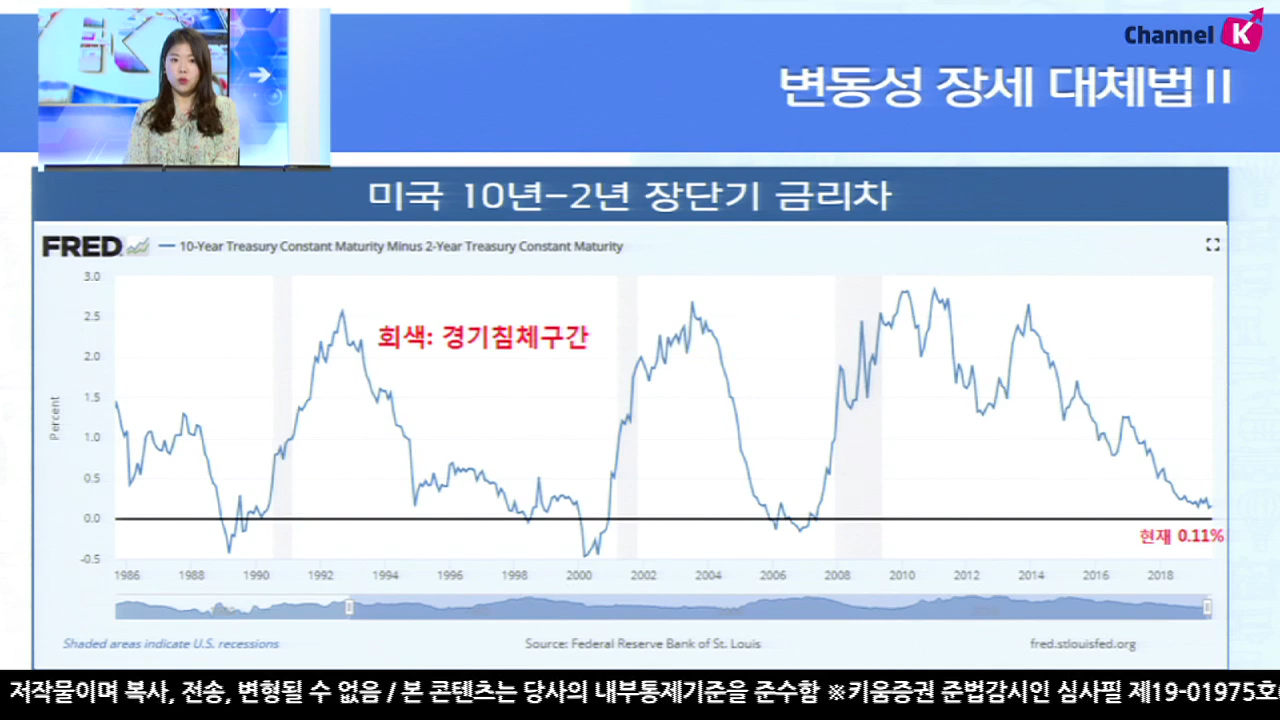 Channel K
변동성 장세 대체법 II
미국 10년-2년 장단기 금리차
FRED 10-Year Treasury Constant Maturity Minus 2-Year Treasury Constant Maturity
3.0
2.5
2.0
1.5
1.0
0.5
0.0
-0.5
Percent
회색: 경기침체구간
현재 0.11%
1986 1988 1990 1992 1994 1996 1998 2000 2002 2004 2006 2008 2010 2012 2014 2016 2018
Shaded areas indicate U.S. recessions
Source: Federal Reserve Bank of St. Louis
fred.stlouisfed.org
저작물이며 복사, 전송, 변형될 수 없음 / 본 콘텐츠는 당사의 내부통제기준을 준수함 ※키움증권 준법감시인 심사필 제19-01975호